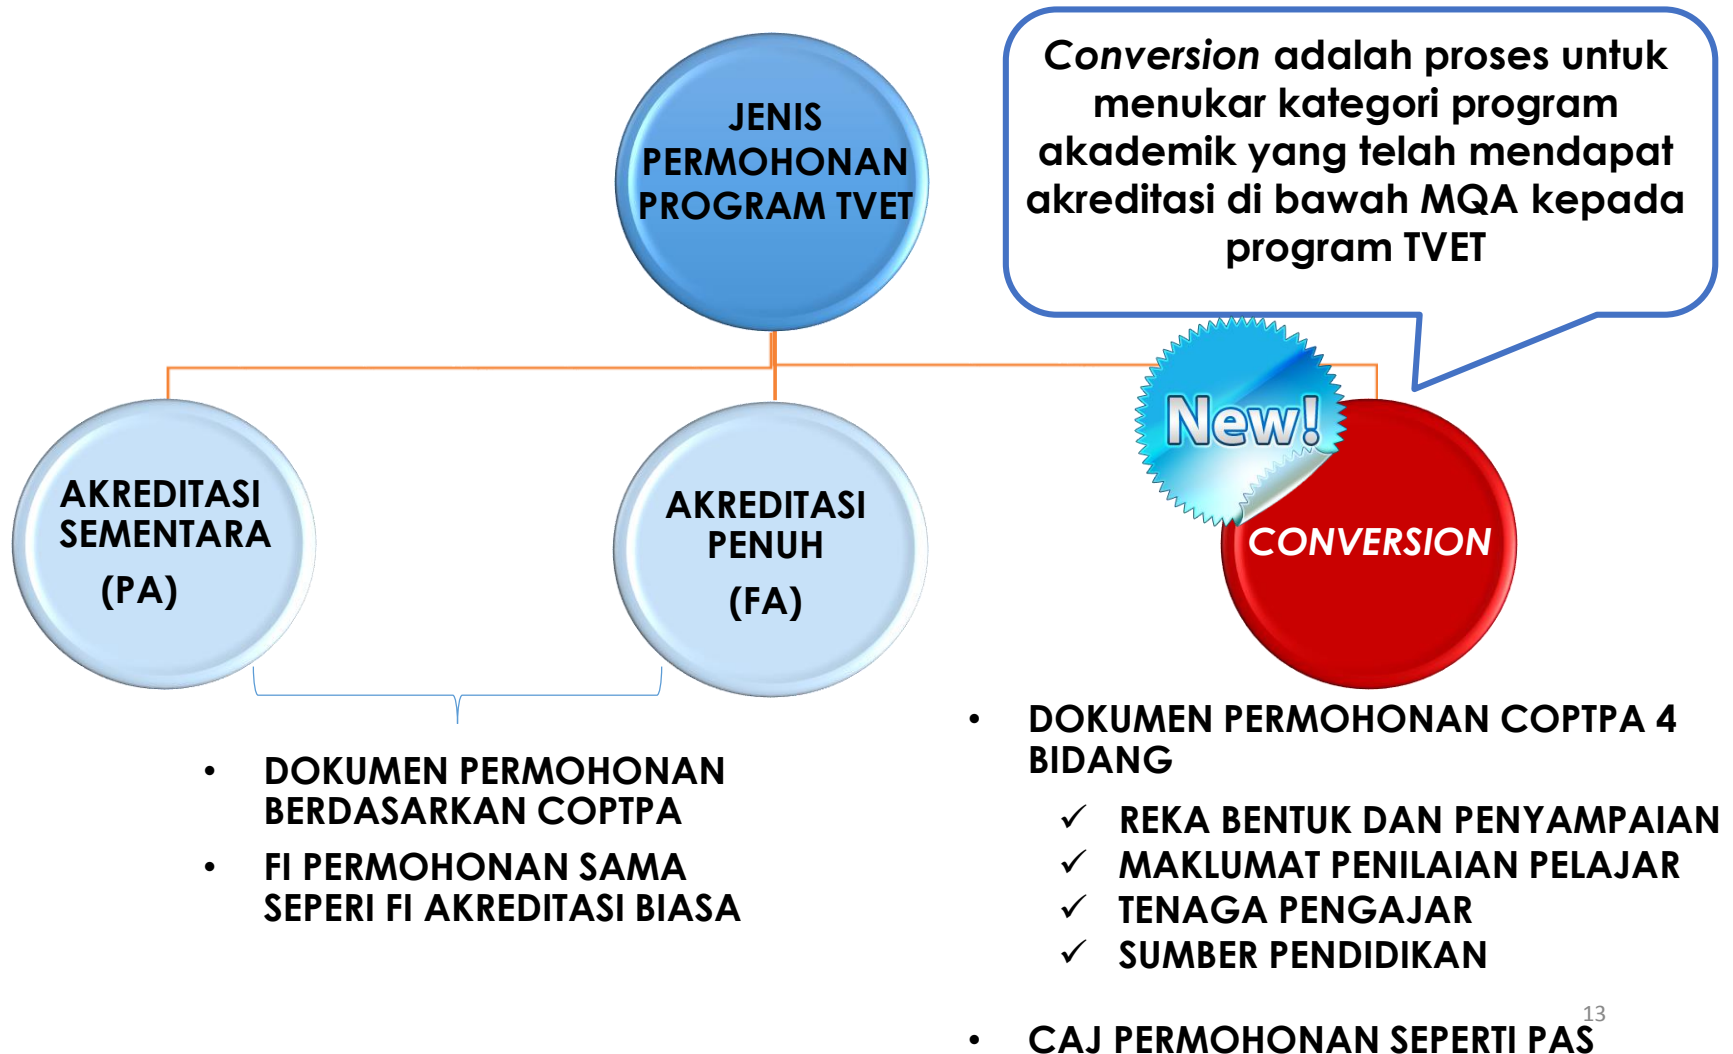 JENIS
PERMOHONAN
PROGRAM TVET
Conversion adalah proses untuk
menukar kategori program
akademik yang telah mendapat
akreditasi di bawah MQA kepada
program TVET
New!
AKREDITASI
SEMENTARA
(PA)
AKREDITASI
PENUH
(FA)
CONVERSION
• DOKUMEN PERMOHONAN
BERDASARKAN COPTPA
• FI PERMOHONAN SAMA
SEPERI FI AKREDITASI BIASA
• DOKUMEN PERMOHONAN COPTPA 4
BIDANG
✓ REKA BENTUK DAN PENYAMPAIAN
✓ MAKLUMAT PENILAIAN PELAJAR
✓ TENAGA PENGAJAR
✓ SUMBER PENDIDIKAN
• CAJ PERMOHONAN SEPERTI PAS
13